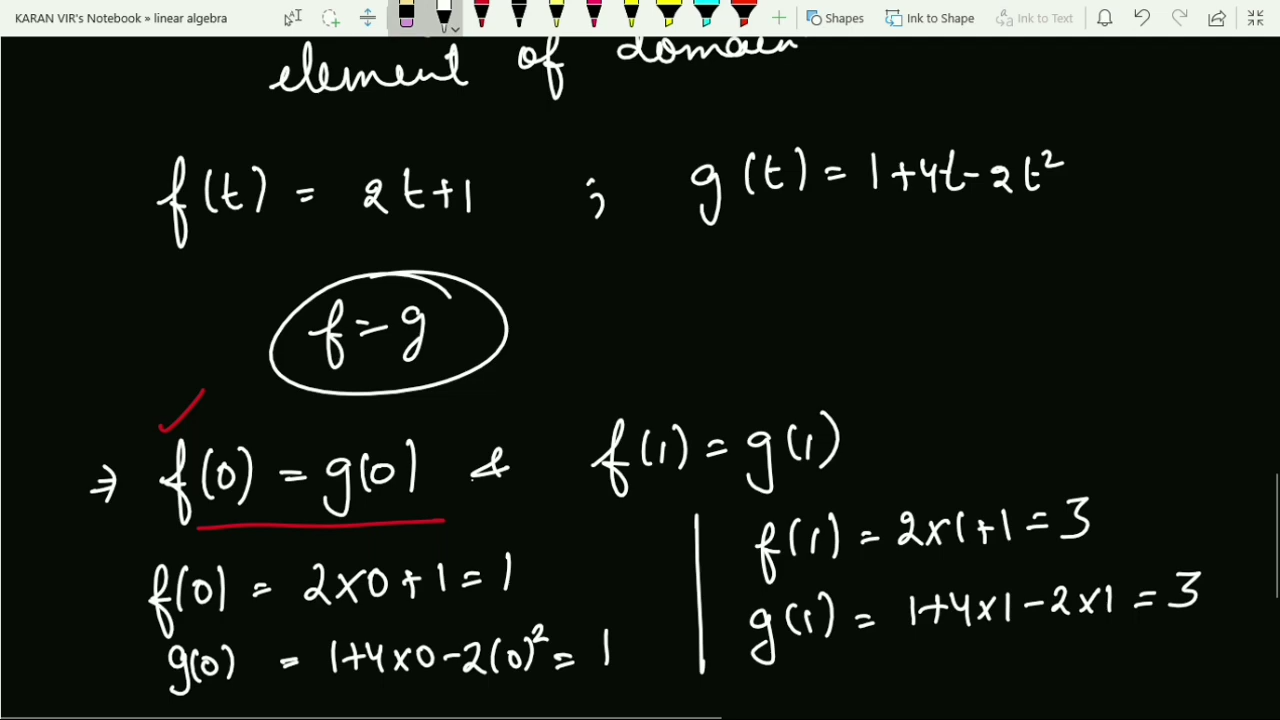 KARAN VIR's Notebook » linear algebra
Shapes Ink to Shape Ink to Text
element of domain
f(t) = 2t+1 ; g(t) = 1+4t-2t²
f=g
⇒ f(0) = g(0) & f(1) = g(1)
f(0) = 2×0+1=1
g(0) = 1+4×0-2(0)²=1
f(1) = 2×1+1=3
g(1) = 1+4×1-2×1=3